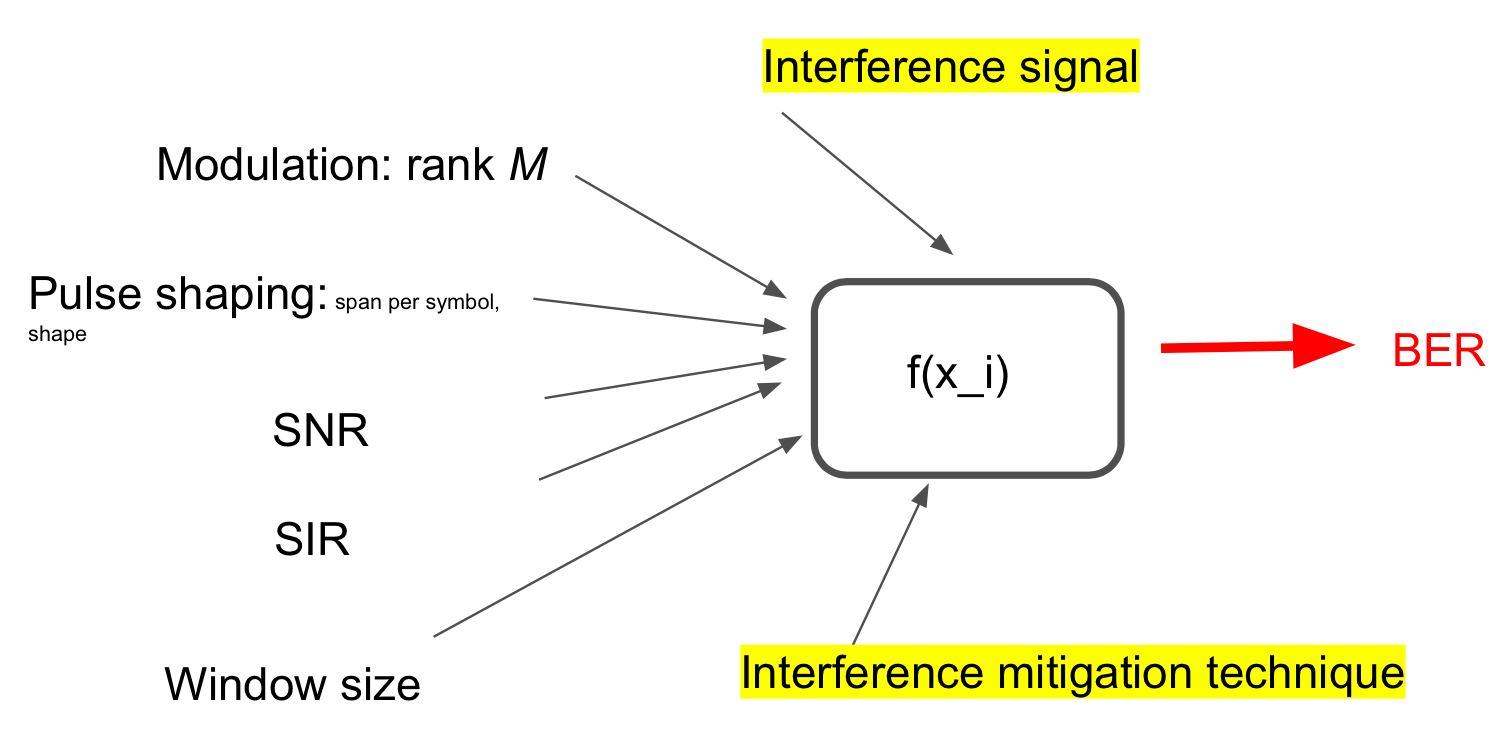 Interference signal
Modulation: rank M
Pulse shaping: span per symbol,
shape
SNR
SIR
Window size
f(x_i)
BER
Interference mitigation technique